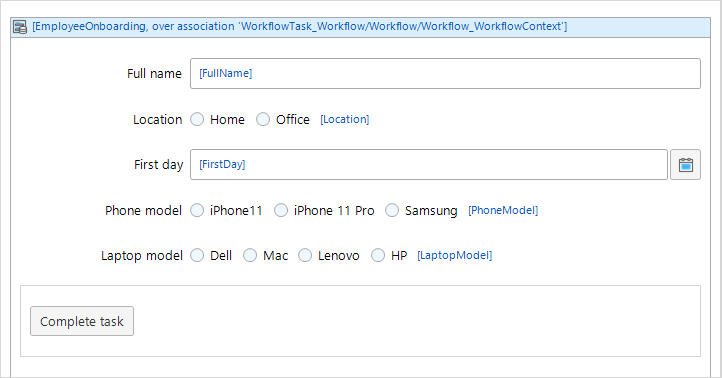 [EmployeeOnboarding, over association 'WorkflowTask_Workflow/Workflow/Workflow_WorkflowContext']
Full name [FullName]
Location Home Office [Location]
First day [FirstDay]
Phone model iPhone11 iPhone 11 Pro Samsung [PhoneModel]
Laptop model Dell Mac Lenovo HP [LaptopModel]
Complete task